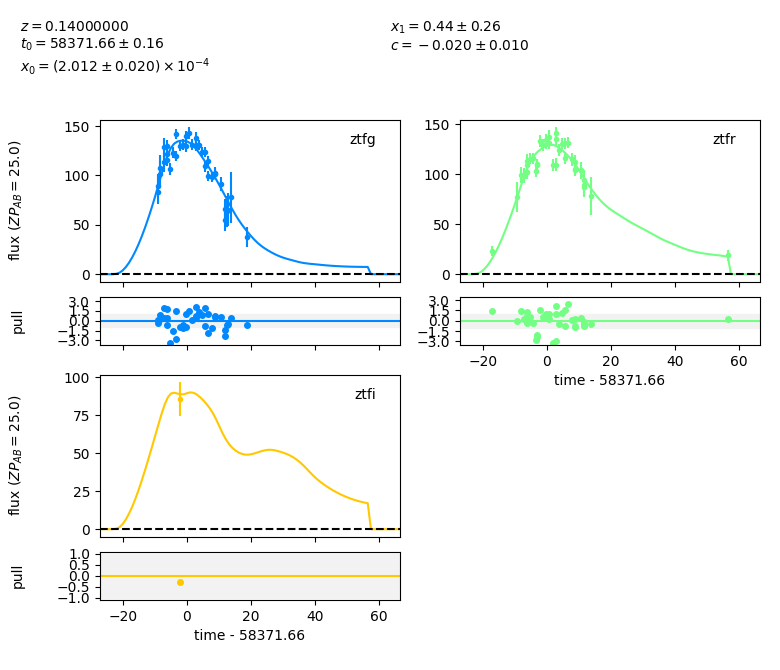 z = 0.14000000
t₀ = 58371.66 ± 0.16
x₀ = (2.012 ± 0.020) × 10⁻⁴
x₁ = 0.44 ± 0.26
c = −0.020 ± 0.010
flux (ZP_AB = 25.0)
150
100
50
0
ztfg
150
100
50
0
ztfr
pull
3.0
1.5
0.0
−1.5
−3.0
3.0
1.5
0.0
−1.5
−3.0
−20 0 20 40 60
time - 58371.66
flux (ZP_AB = 25.0)
100
75
50
25
0
ztfi
pull
1.0
0.5
0.0
−0.5
−1.0
−20 0 20 40 60
time - 58371.66